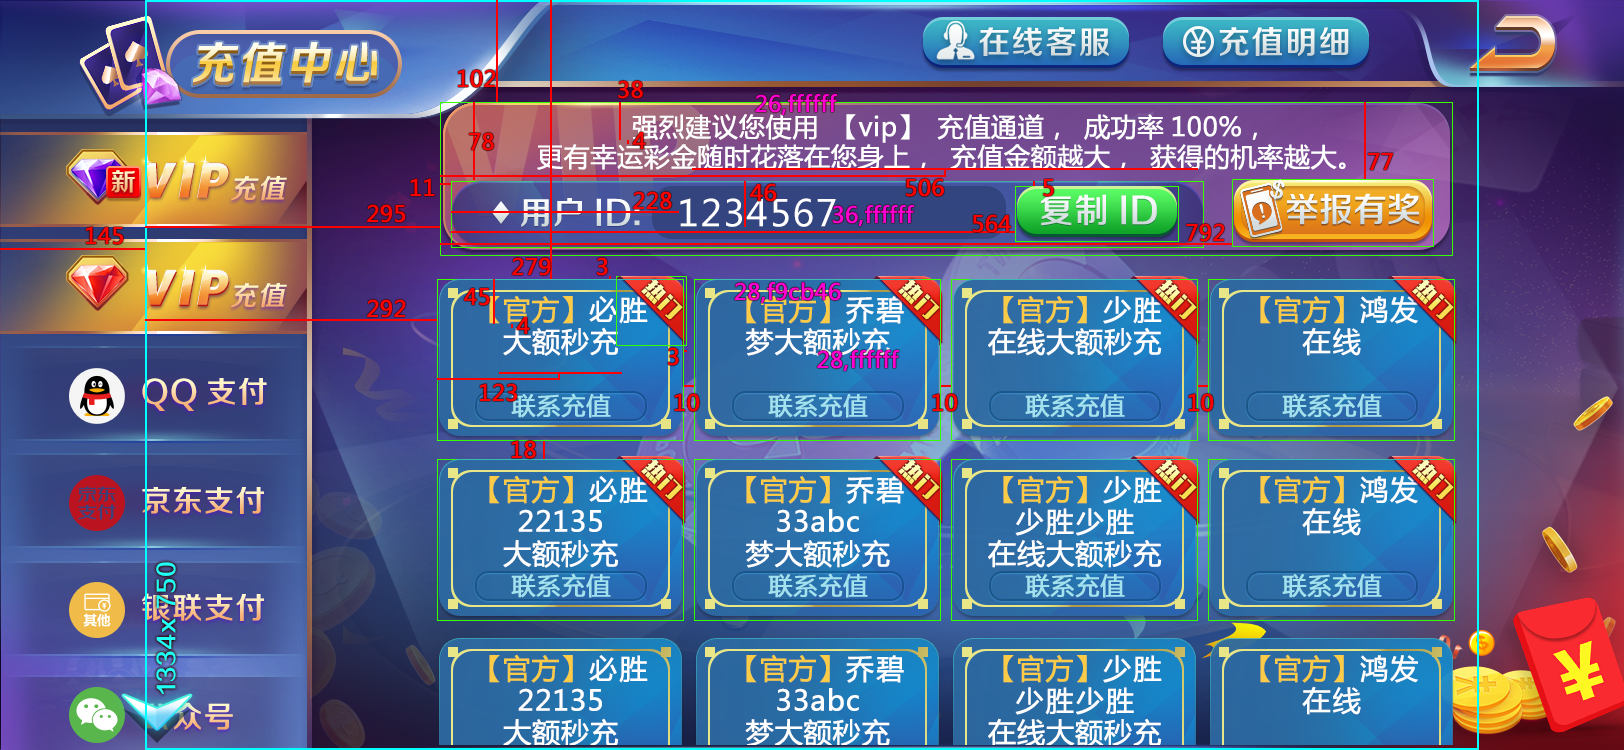 充值中心
在线客服
充值明细
102
38
26,ffffff
强烈建议您使用 【vip】 充值通道， 成功率 100%，
78
4
新
VIP充值
更有幸运彩金随时花落在您身上， 充值金额越大， 获得的机率越大。
77
11
228
46
506
5
295
用户 ID:
1234567
36,ffffff
复制 ID
举报有奖
564
792
145
279
3
VIP充值
292
45
【官方】必胜
大额秒充
热门
4
3
123
联系充值
28,f9cb46
【官方】乔碧
梦大额秒充
热门
28,ffffff
联系充值
【官方】少胜
在线大额秒充
热门
联系充值
【官方】鸿发
在线
热门
联系充值
10
10
10
QQ 支付
18
京东
支付
京东支付
【官方】必胜
22135
大额秒充
热门
联系充值
【官方】乔碧
33abc
梦大额秒充
热门
联系充值
【官方】少胜
少胜少胜
在线大额秒充
热门
联系充值
【官方】鸿发
在线
热门
联系充值
其他
银联支付
1334x750
众号
【官方】必胜
22135
大额秒充
【官方】乔碧
33abc
梦大额秒充
【官方】少胜
少胜少胜
在线大额秒充
【官方】鸿发
在线
¥